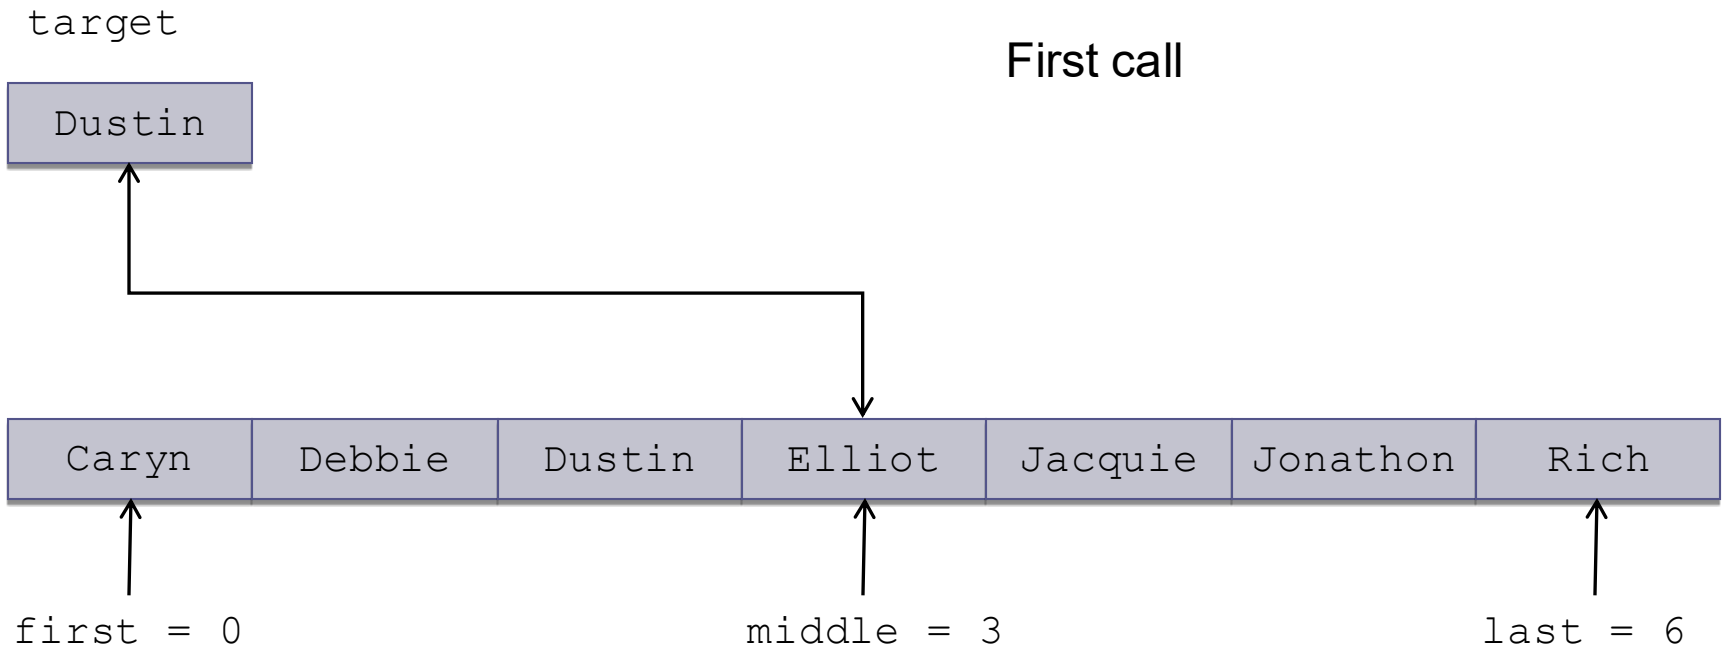 target
First call
Dustin
Caryn Debbie Dustin Elliot Jacquie Jonathon Rich
first = 0 middle = 3 last = 6